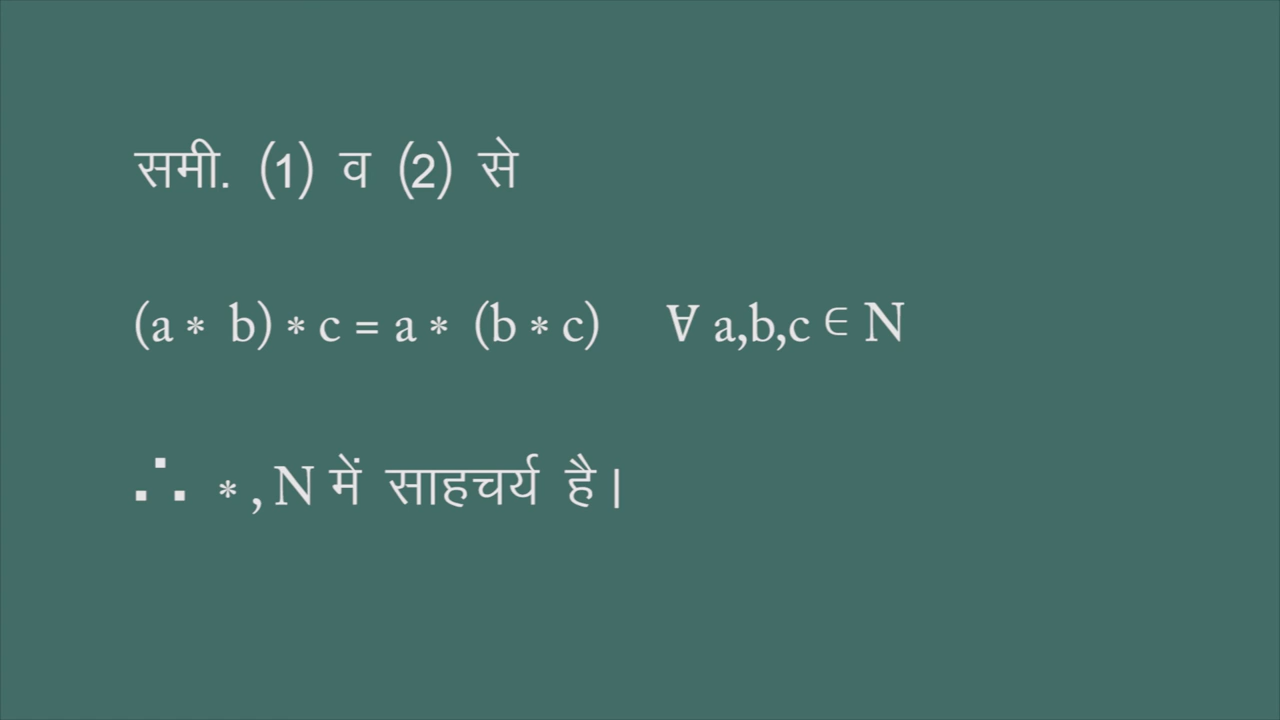 समी. (1) व (2) से
(a * b) * c = a * (b * c) ∀ a,b,c ∈ N
∴ * , N में साहचर्य है।